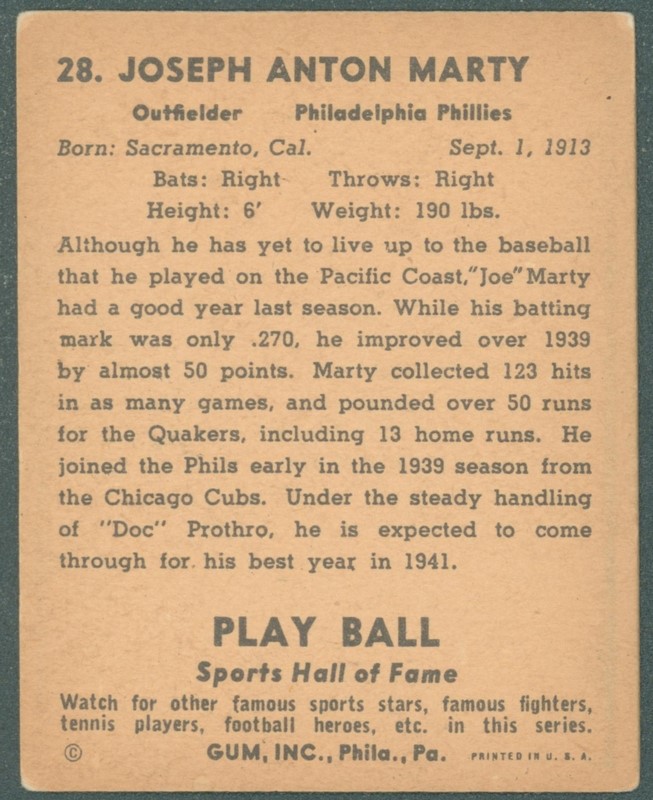 28. JOSEPH ANTON MARTY
Outfielder Philadelphia Phillies
Born: Sacramento, Cal. Sept. 1, 1913
Bats: Right Throws: Right
Height: 6' Weight: 190 lbs.
Although he has yet to live up to the baseball
that he played on the Pacific Coast,"Joe"Marty
had a good year last season. While his batting
mark was only .270, he improved over 1939
by almost 50 points. Marty collected 123 hits
in as many games, and pounded over 50 runs
for the Quakers, including 13 home runs. He
joined the Phils early in the 1939 season from
the Chicago Cubs. Under the steady handling
of "Doc" Prothro, he is expected to come
through for his best year in 1941.
PLAY BALL
Sports Hall of Fame
Watch for other famous sports stars, famous fighters,
tennis players, football heroes, etc. in this series.
© GUM, INC., Phila., Pa. PRINTED IN U. S. A.